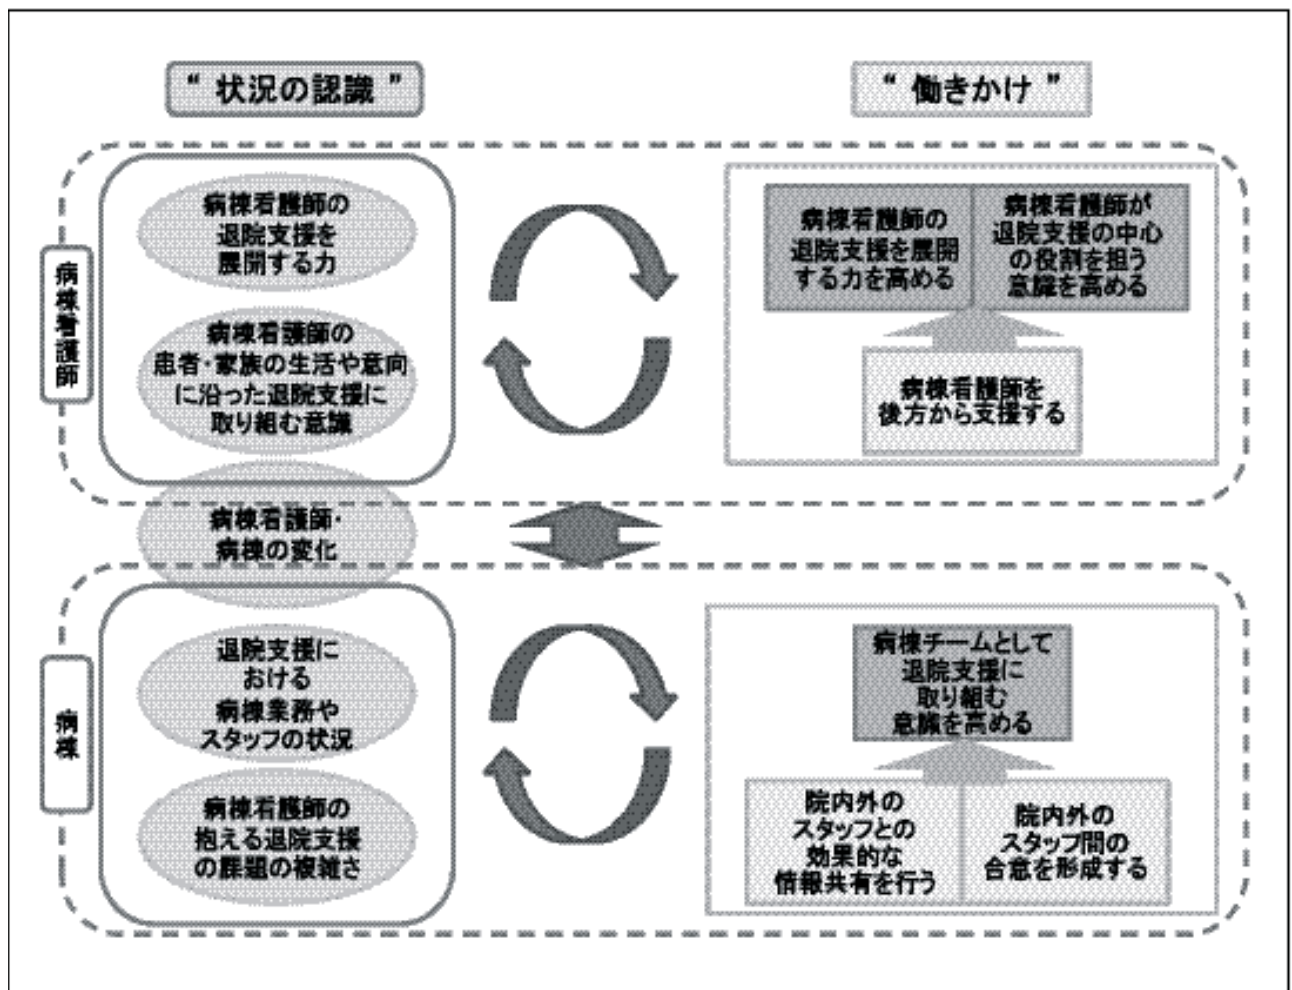 “ 状況の認識 ”
“ 働きかけ ”
病棟看護師
病棟看護師の
退院支援を
展開する力
病棟看護師の
患者・家族の生活や意向
に沿った退院支援に
取り組む意識
病棟看護師の
退院支援を展開
する力を高める
病棟看護師が
退院支援の中心
の役割を担う
意識を高める
病棟看護師を
後方から支援する
病棟看護師・
病棟の変化
病棟
退院支援に
おける
病棟業務や
スタッフの状況
病棟看護師の
抱える退院支援
の課題の複雑さ
病棟チームとして
退院支援に
取り組む
意識を高める
院内外の
スタッフとの
効果的な
情報共有を行う
院内外の
スタッフ間の
合意を形成する